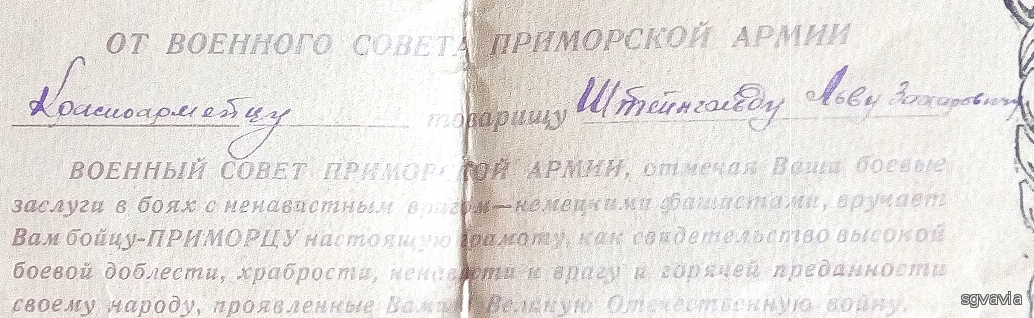 ОТ ВОЕННОГО СОВЕТА ПРИМОРСКОЙ АРМИИ
Красноармейцу товарищу Штейнгольду Льву Захаровичу
ВОЕННЫЙ СОВЕТ ПРИМОРСКОЙ АРМИИ, отмечая Ваши боевые
заслуги в боях с ненавистным врагом—немецкими фашистами, вручает
Вам бойцу-ПРИМОРЦУ настоящую грамоту, как свидетельство высокой
боевой доблести, храбрости, ненависти к врагу и горячей преданности
своему народу, проявленные Вами в Великую Отечественную войну.
sgvavia